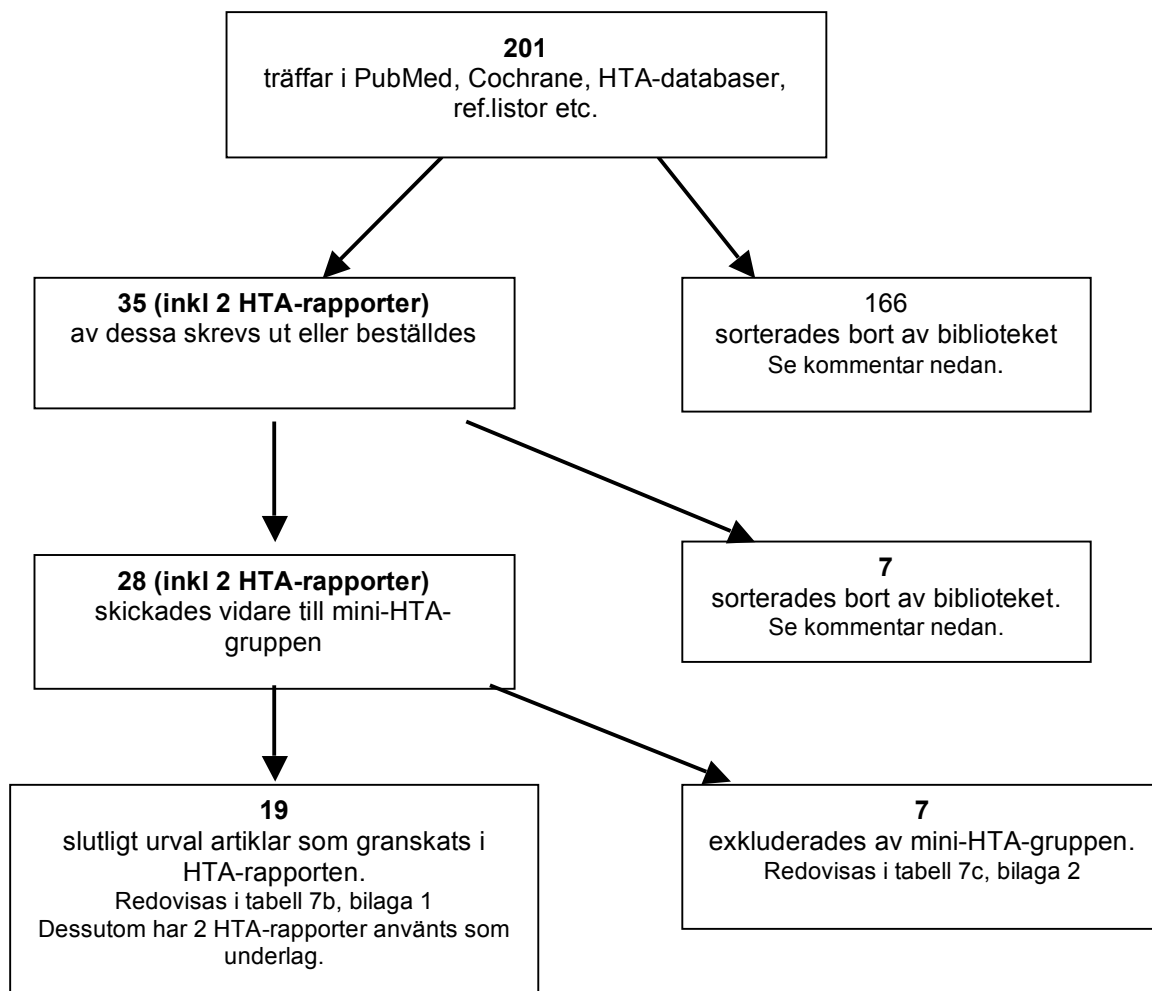 201
träffar i PubMed, Cochrane, HTA-databaser,
ref.listor etc.
35 (inkl 2 HTA-rapporter)
av dessa skrevs ut eller beställdes
166
sorterades bort av biblioteket
Se kommentar nedan.
28 (inkl 2 HTA-rapporter)
skickades vidare till mini-HTA-
gruppen
7
sorterades bort av biblioteket.
Se kommentar nedan.
19
slutligt urval artiklar som granskats i
HTA-rapporten.
Redovisas i tabell 7b, bilaga 1
Dessutom har 2 HTA-rapporter använts som
underlag.
7
exkluderades av mini-HTA-gruppen.
Redovisas i tabell 7c, bilaga 2